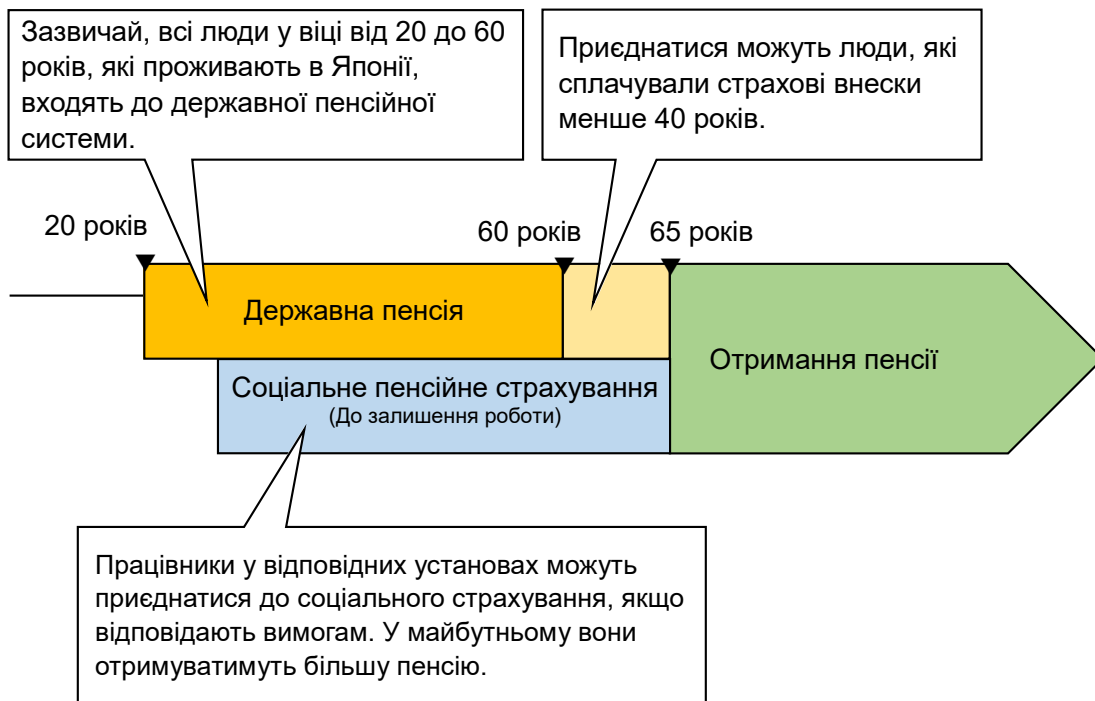 Зазвичай, всі люди у віці від 20 до 60
років, які проживають в Японії,
входять до державної пенсійної
системи.
Приєднатися можуть люди, які
сплачували страхові внески
менше 40 років.
20 років
60 років
65 років
Державна пенсія
Отримання пенсії
Соціальне пенсійне страхування
(До залишення роботи)
Працівники у відповідних установах можуть
приєднатися до соціального страхування, якщо
відповідають вимогам. У майбутньому вони
отримуватимуть більшу пенсію.